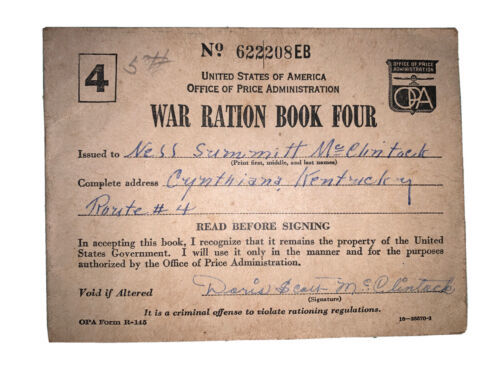 4
5#
No 622208EB
UNITED STATES OF AMERICA
OFFICE OF PRICE ADMINISTRATION
OFFICE OF PRICE
ADMINISTRATION
OPA
WAR RATION BOOK FOUR
Issued to Ness Summitt McClintock
(Print first, middle, and last names)
Complete address Cynthiana, Kentucky
Route # 4
READ BEFORE SIGNING
In accepting this book, I recognize that it remains the property of the United
States Government. I will use it only in the manner and for the purposes
authorized by the Office of Price Administration.
Void if Altered Doris Scott McClintock
(Signature)
It is a criminal offense to violate rationing regulations.
OPA Form R-145